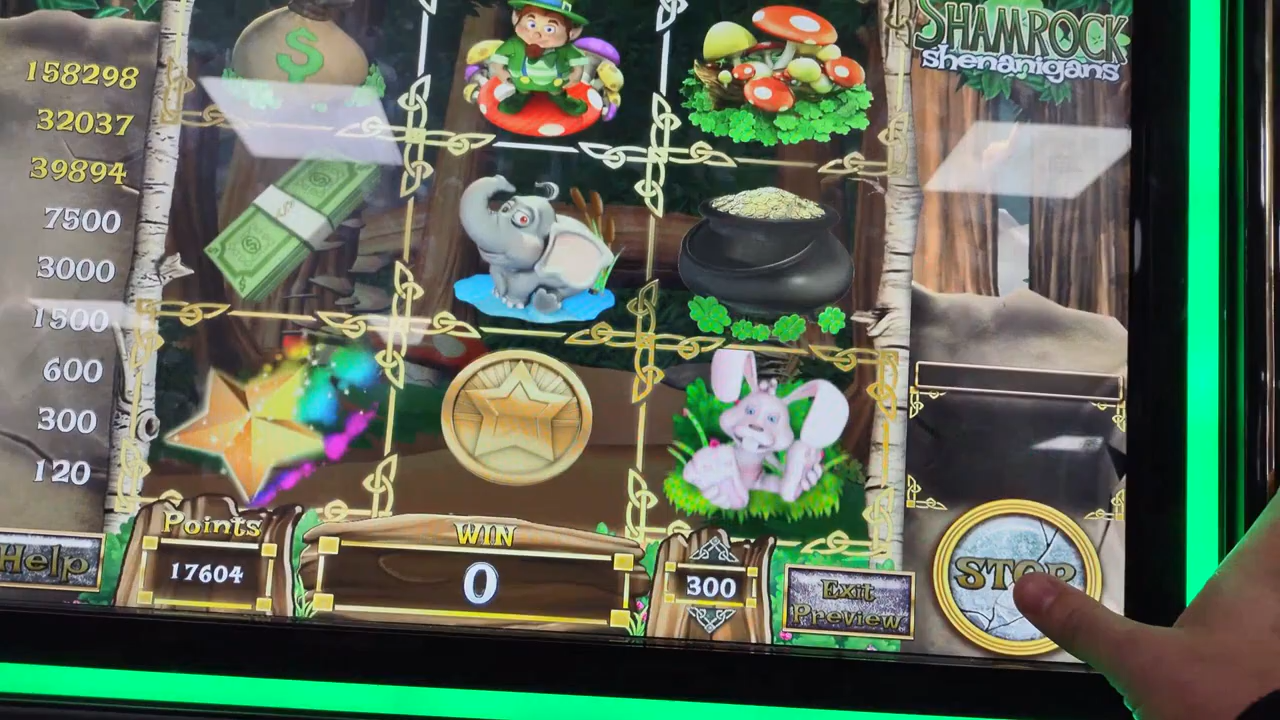 SHAMROCK
shenanigans
158298
32037
39894
7500
3000
1500
600
300
120
$
Help
Points
17604
WIN
0
300
Exit
Preview
STOP